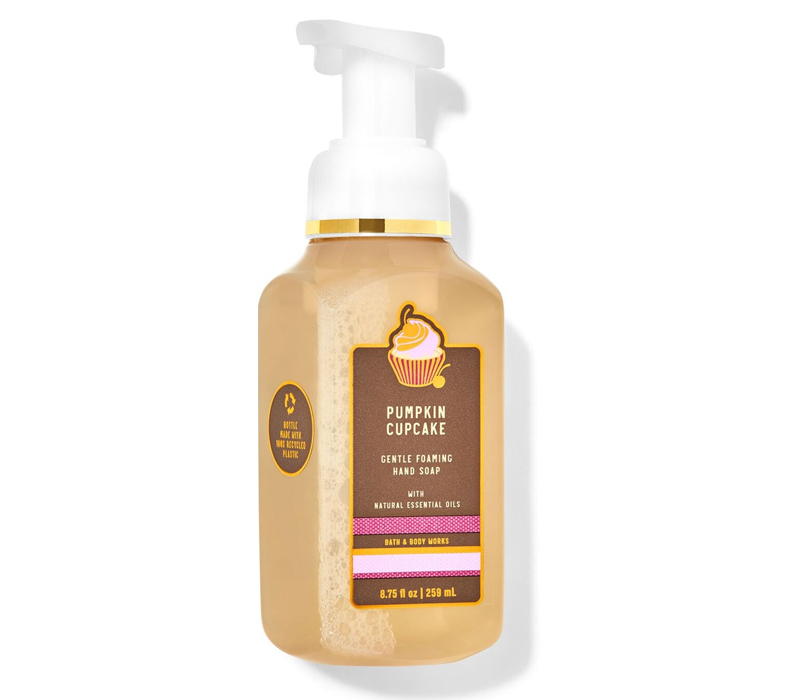 PUMPKIN
CUPCAKE
GENTLE FOAMING
HAND SOAP
WITH
NATURAL ESSENTIAL OILS
BATH & BODY WORKS
8.75 fl oz | 259 mL
BOTTLE
MADE WITH
100% RECYCLED
PLASTIC